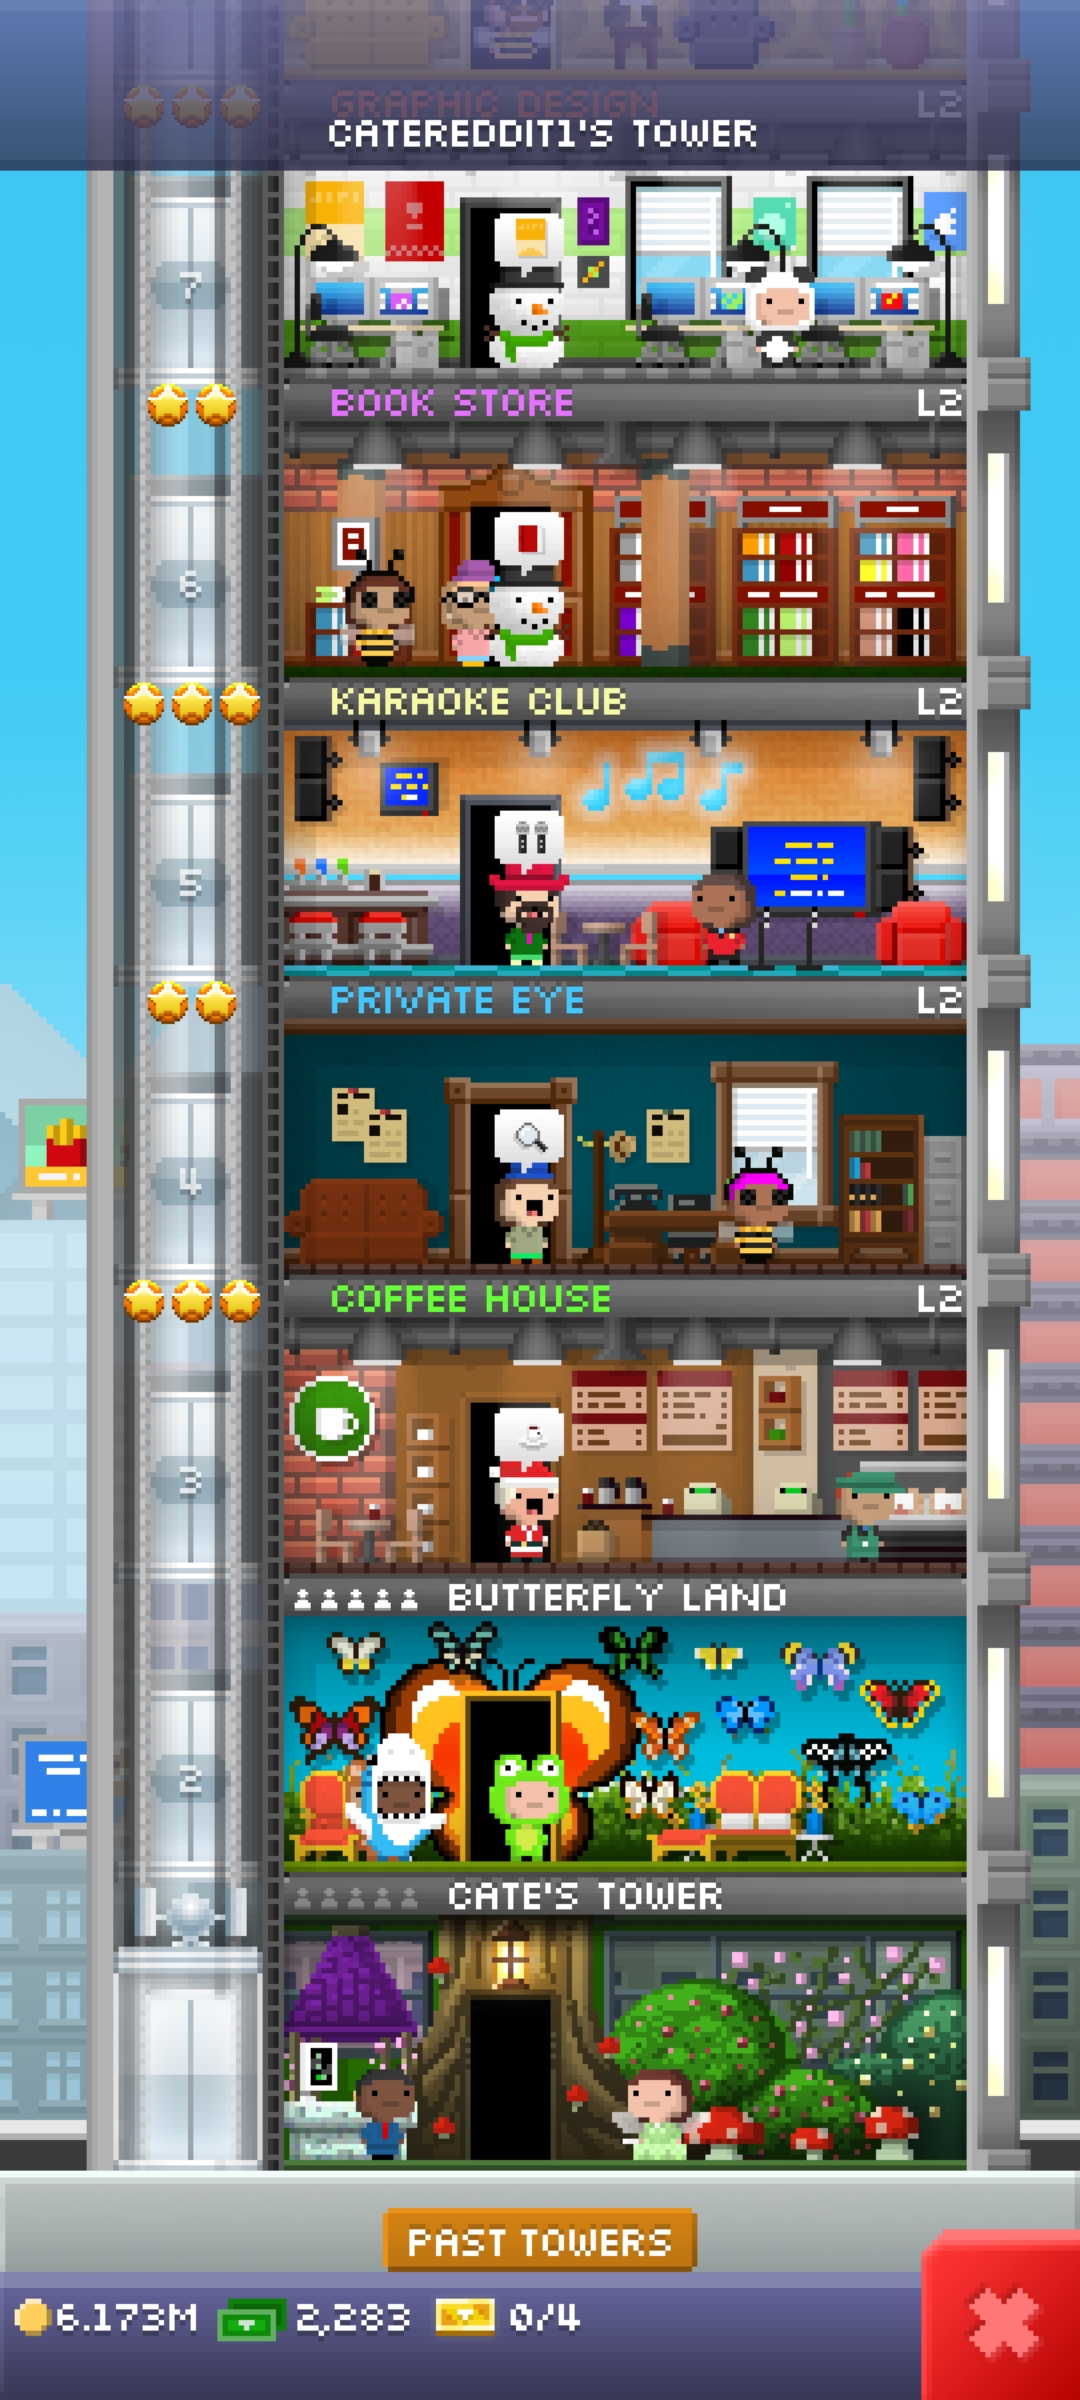 GRAPHIC DESIGN L2
CATEREDDIT1'S TOWER
7
BOOK STORE L2
6
KARAOKE CLUB L2
5
PRIVATE EYE L2
4
COFFEE HOUSE L2
3
BUTTERFLY LAND
2
CATE'S TOWER
PAST TOWERS
6.173M 2,283 0/4